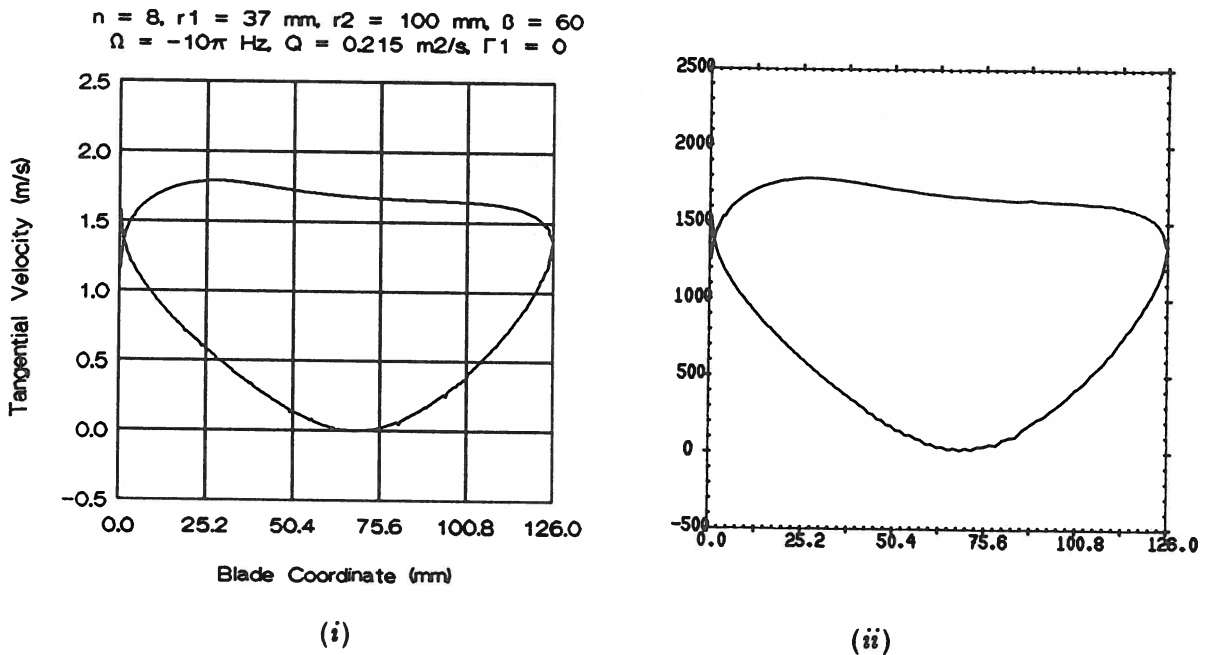 n = 8, r1 = 37 mm, r2 = 100 mm, ß = 60
Ω = -10π Hz, Q = 0.215 m2/s, Γ1 = 0
Tangential Velocity (m/s)
2.5
2.0
1.5
1.0
0.5
0.0
-0.5
0.0 25.2 50.4 75.6 100.8 126.0
Blade Coordinate (mm)
(i)
2500
2000
1500
1000
500
0
-500
0.0 25.2 50.4 75.6 100.8 126.0
(ii)